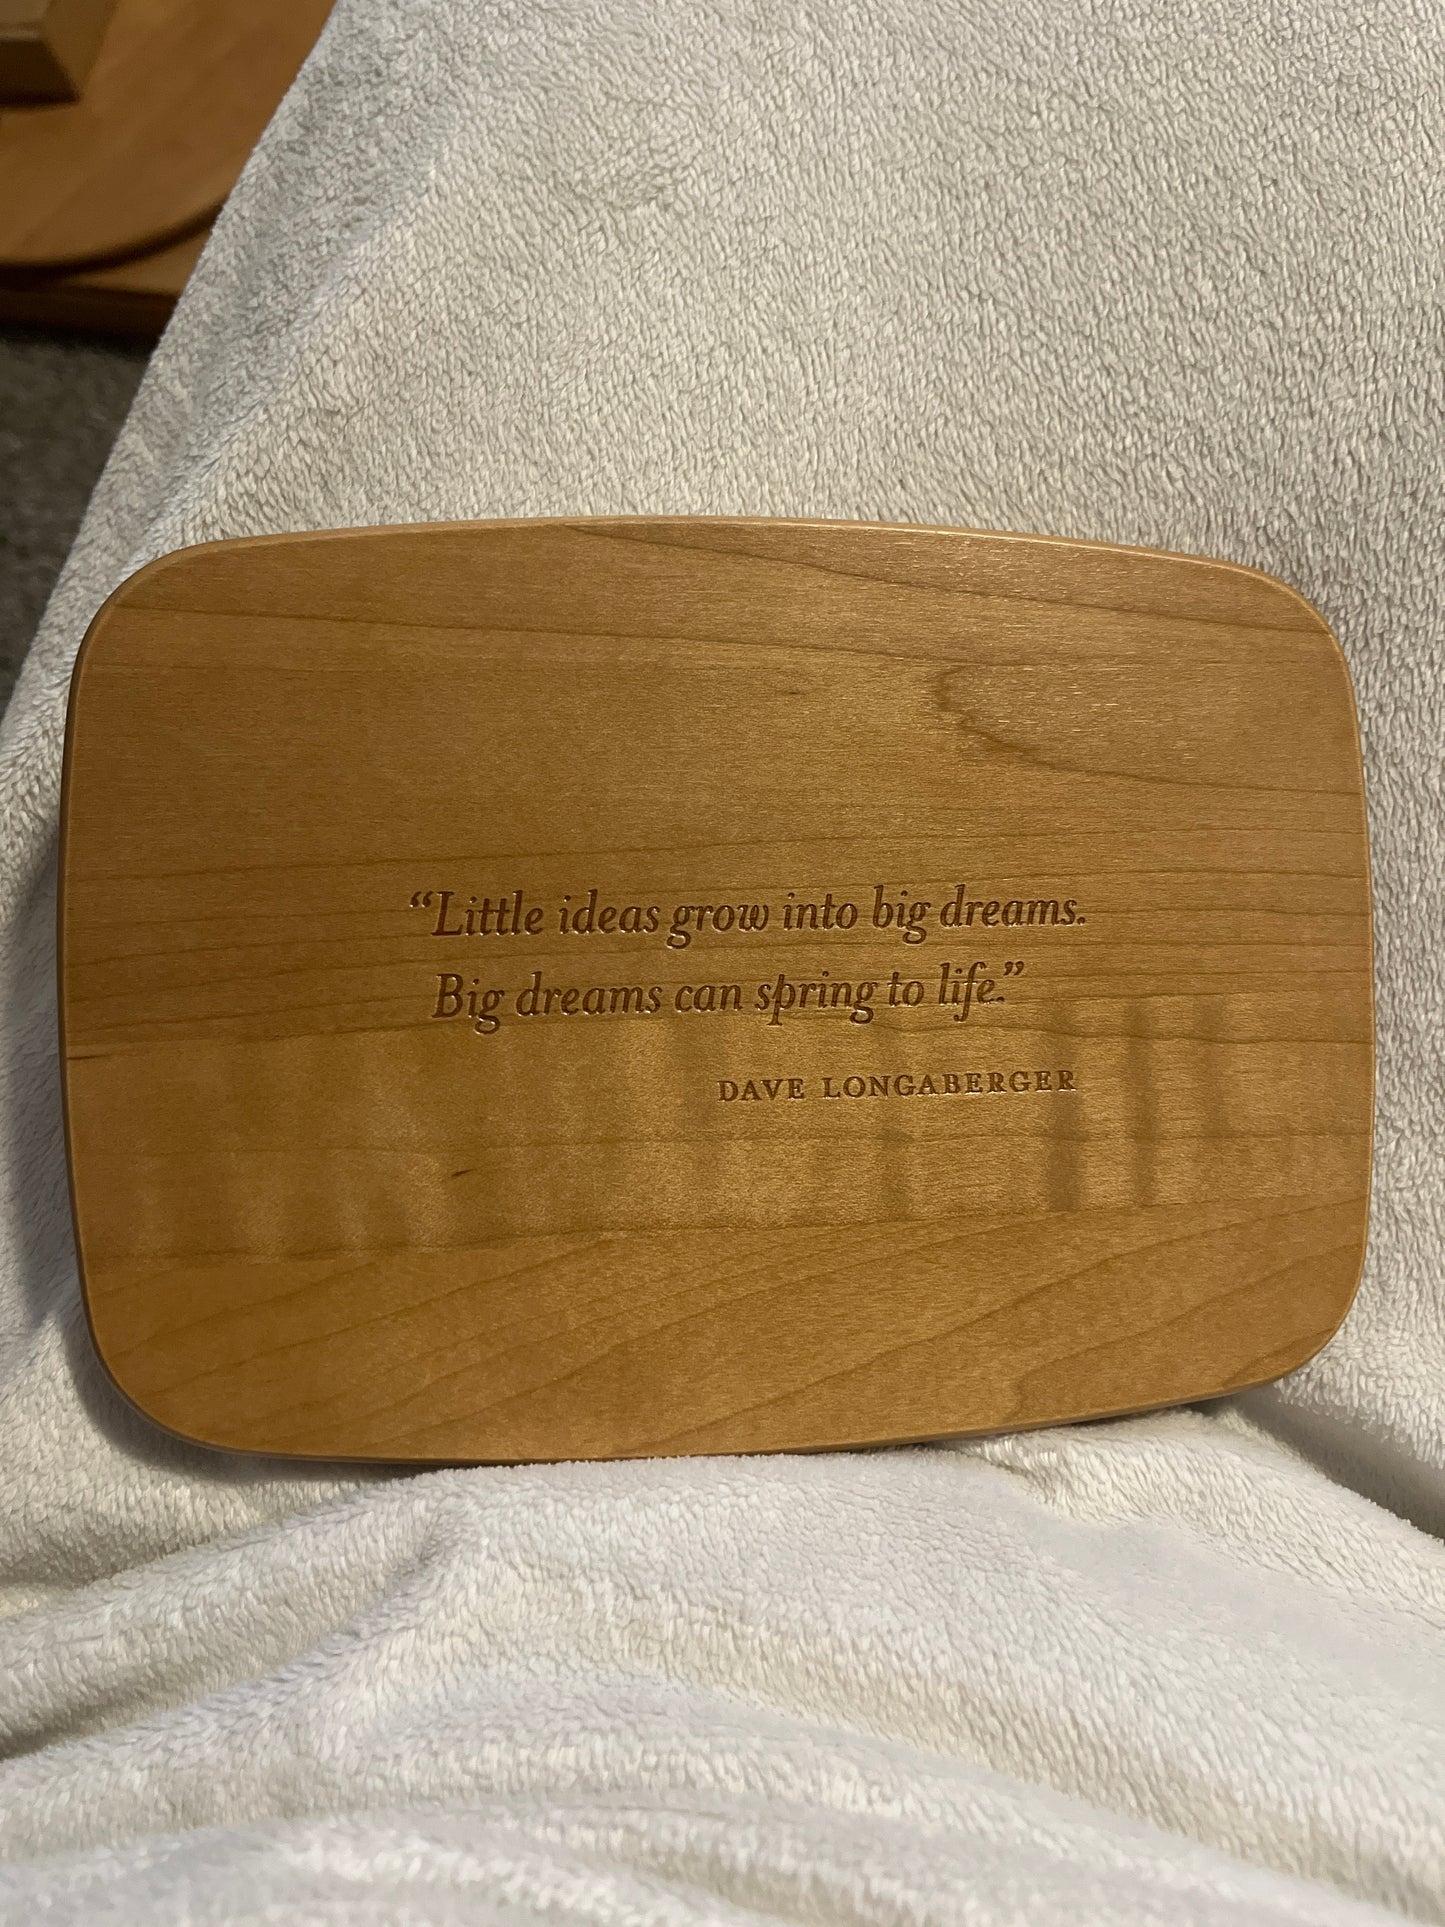 “Little ideas grow into big dreams.
Big dreams can spring to life.”
DAVE LONGABERGER